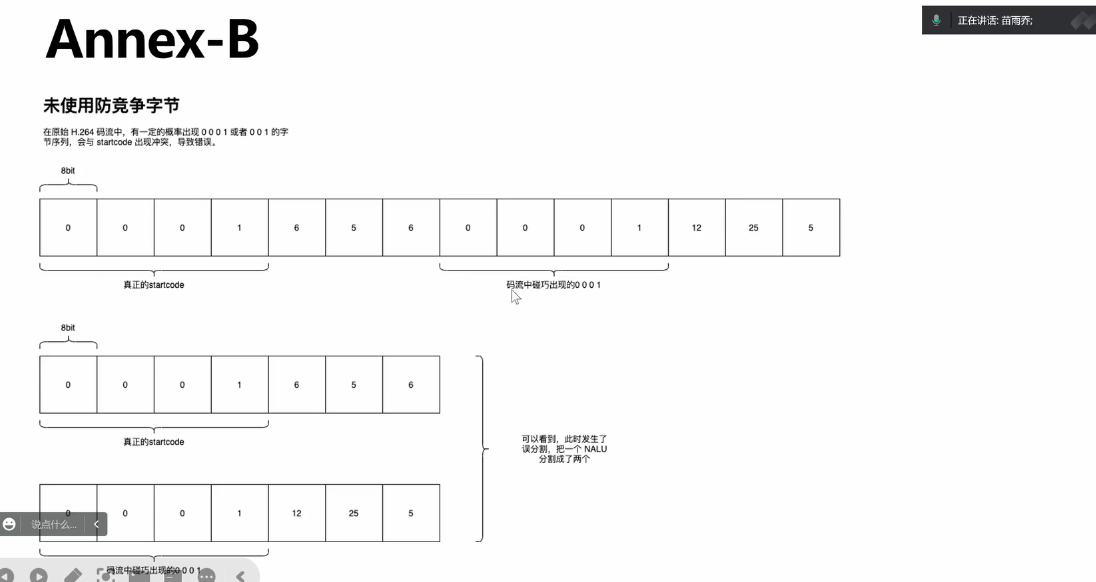 Annex-B
正在讲话: 苗雨乔;
未使用防竞争字节
在原始 H.264 码流中，有一定的概率出现 0 0 0 1 或者 0 0 1 的字
节序列，会与 startcode 出现冲突，导致错误。
8bit
0 0 0 1 6 5 6 0 0 0 1 12 25 5
真正的startcode 码流中碰巧出现的0 0 0 1
8bit
0 0 0 1 6 5 6
真正的startcode
可以看到，此时发生了
误分割，把一个 NALU
分割成了两个
0 0 0 1 12 25 5
说点什么...
码流中碰巧出现的0 0 0 1